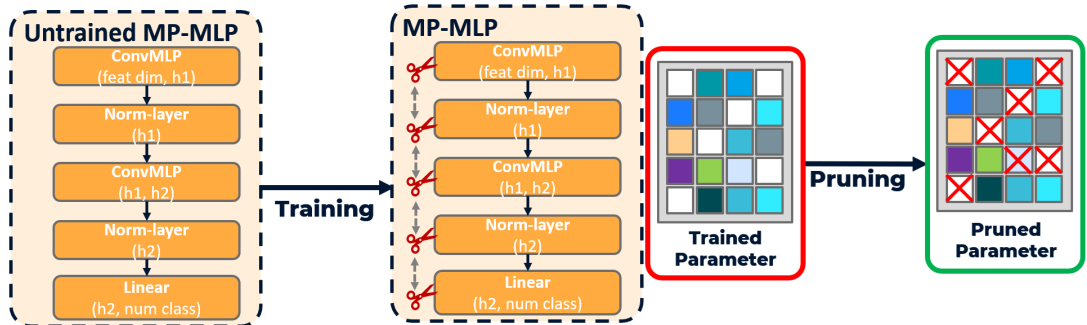 Untrained MP-MLP
ConvMLP
(feat dim, h1)
Norm-layer
(h1)
ConvMLP
(h1, h2)
Norm-layer
(h2)
Linear
(h2, num class)
Training
MP-MLP
ConvMLP
(feat dim, h1)
Norm-layer
(h1)
ConvMLP
(h1, h2)
Norm-layer
(h2)
Linear
(h2, num class)
Trained
Parameter
Pruning
Pruned
Parameter